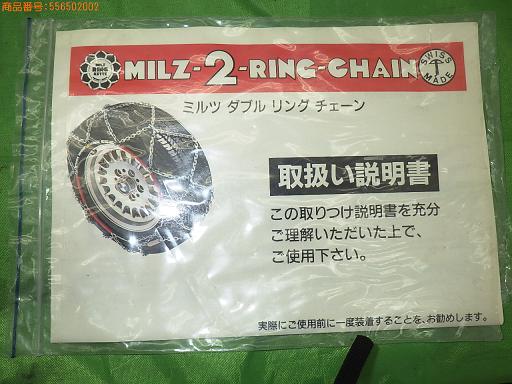 商品番号:556502002
MILZ-2-RING-CHAIN
SWISS MADE
ミルツ ダブル リング チェーン
取扱い説明書
この取りつけ説明書を充分
ご理解いただいた上で、
ご使用下さい。
実際にご使用前に一度装着することを、お勧めします。